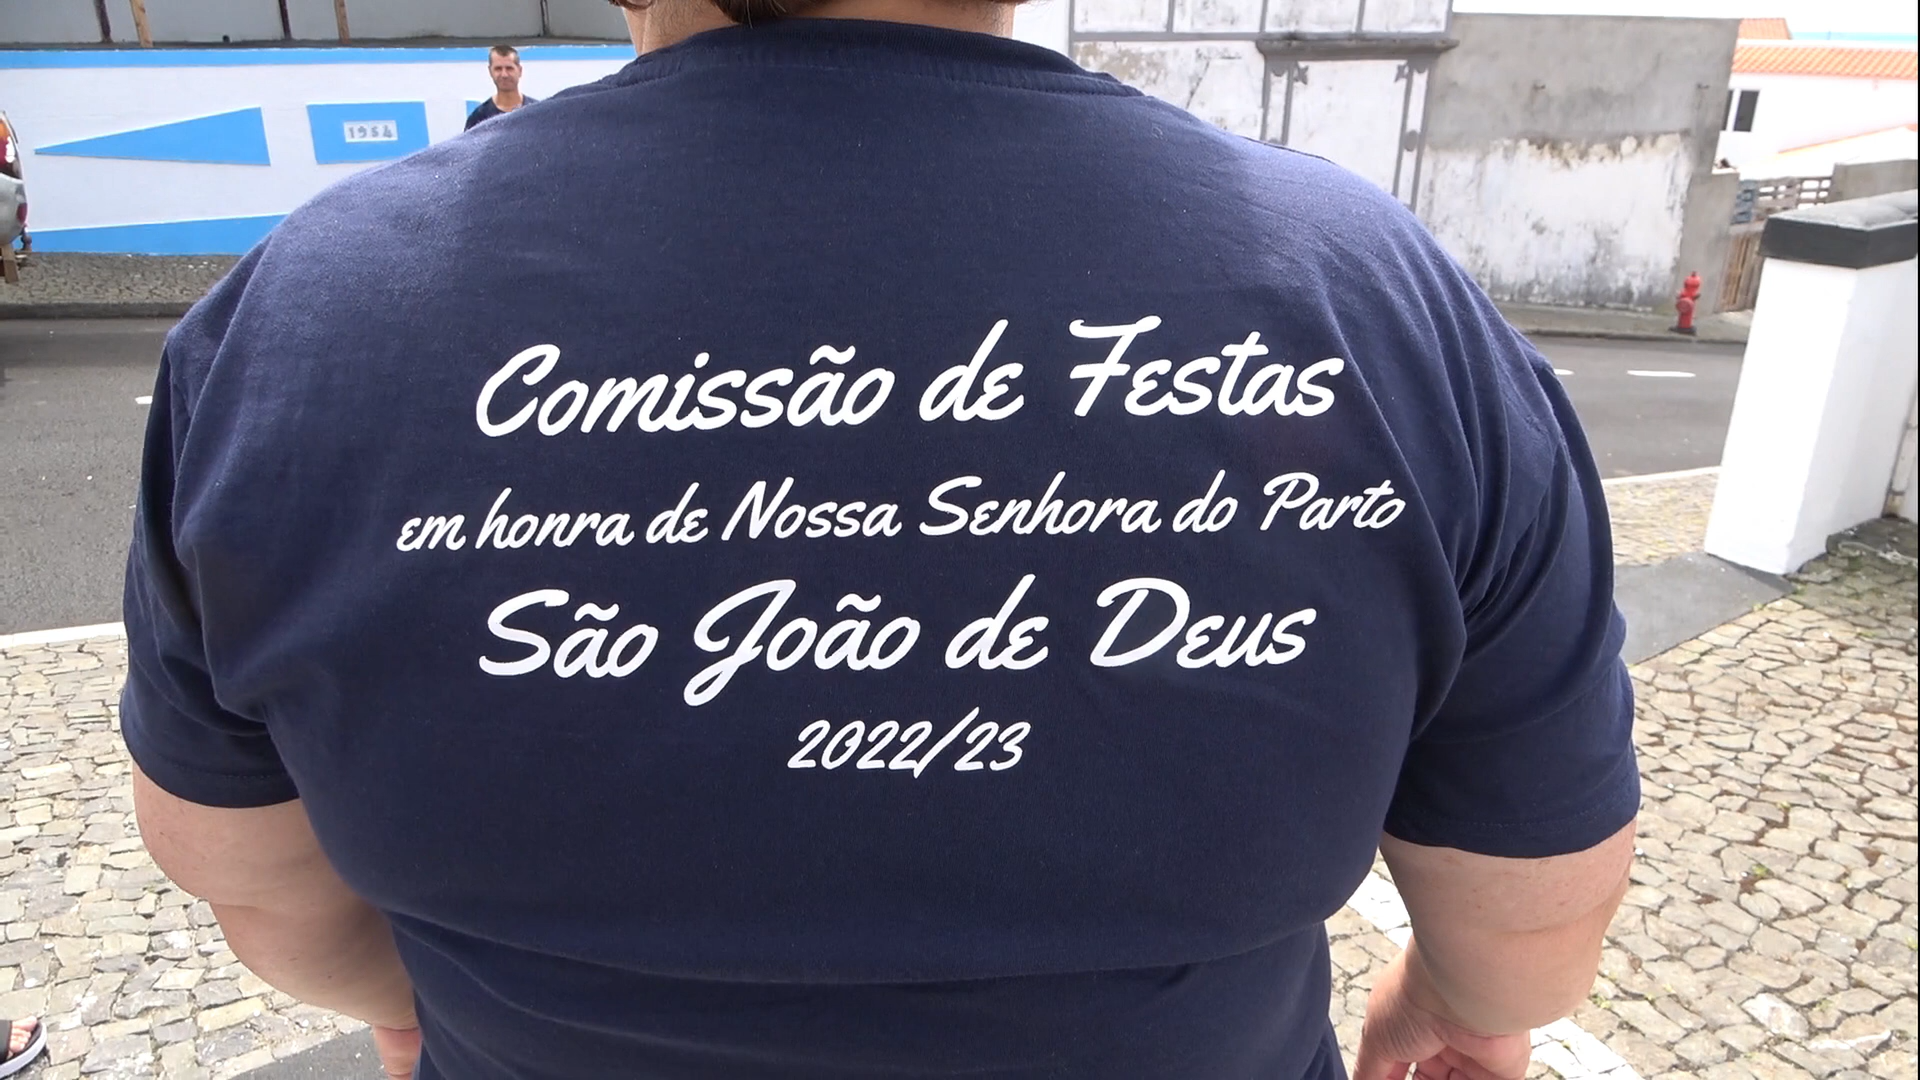 1954
Comissão de Festas
em honra de Nossa Senhora do Parto
São João de Deus
2022/23